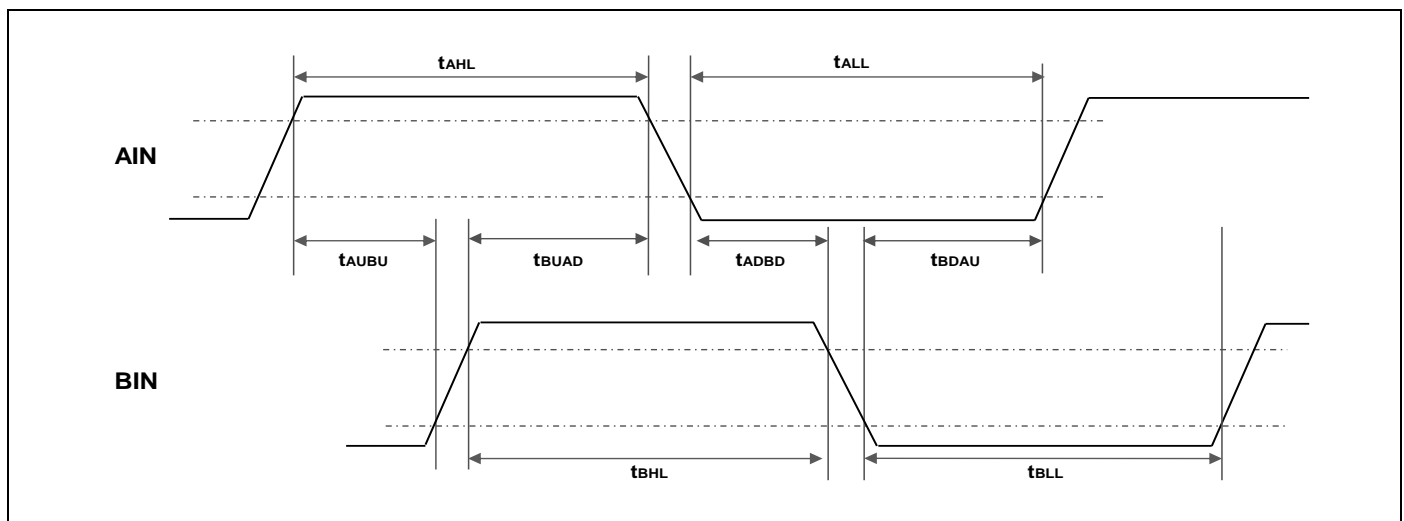 tAHL tALL
AIN
tAUBU tBUAD tADBD tBDAU
BIN
tBHL tBLL